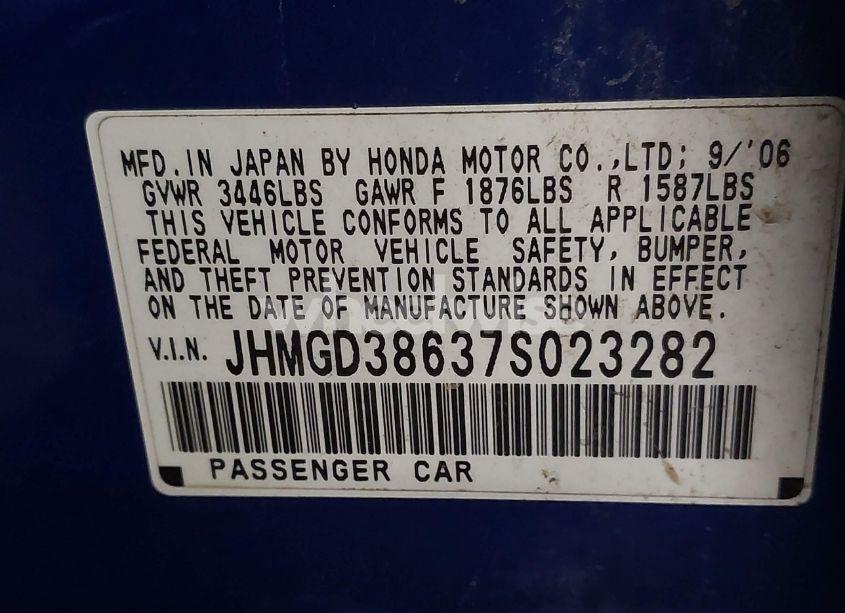 MFD. IN JAPAN BY HONDA MOTOR CO., LTD; 9/'06
GVWR 3446LBS GAWR F 1876LBS R 1587LBS
THIS VEHICLE CONFORMS TO ALL APPLICABLE
FEDERAL MOTOR VEHICLE SAFETY, BUMPER,
AND THEFT PREVENTION STANDARDS IN EFFECT
ON THE DATE OF MANUFACTURE SHOWN ABOVE.
V.I.N. JHMGD38637S023282
PASSENGER CAR